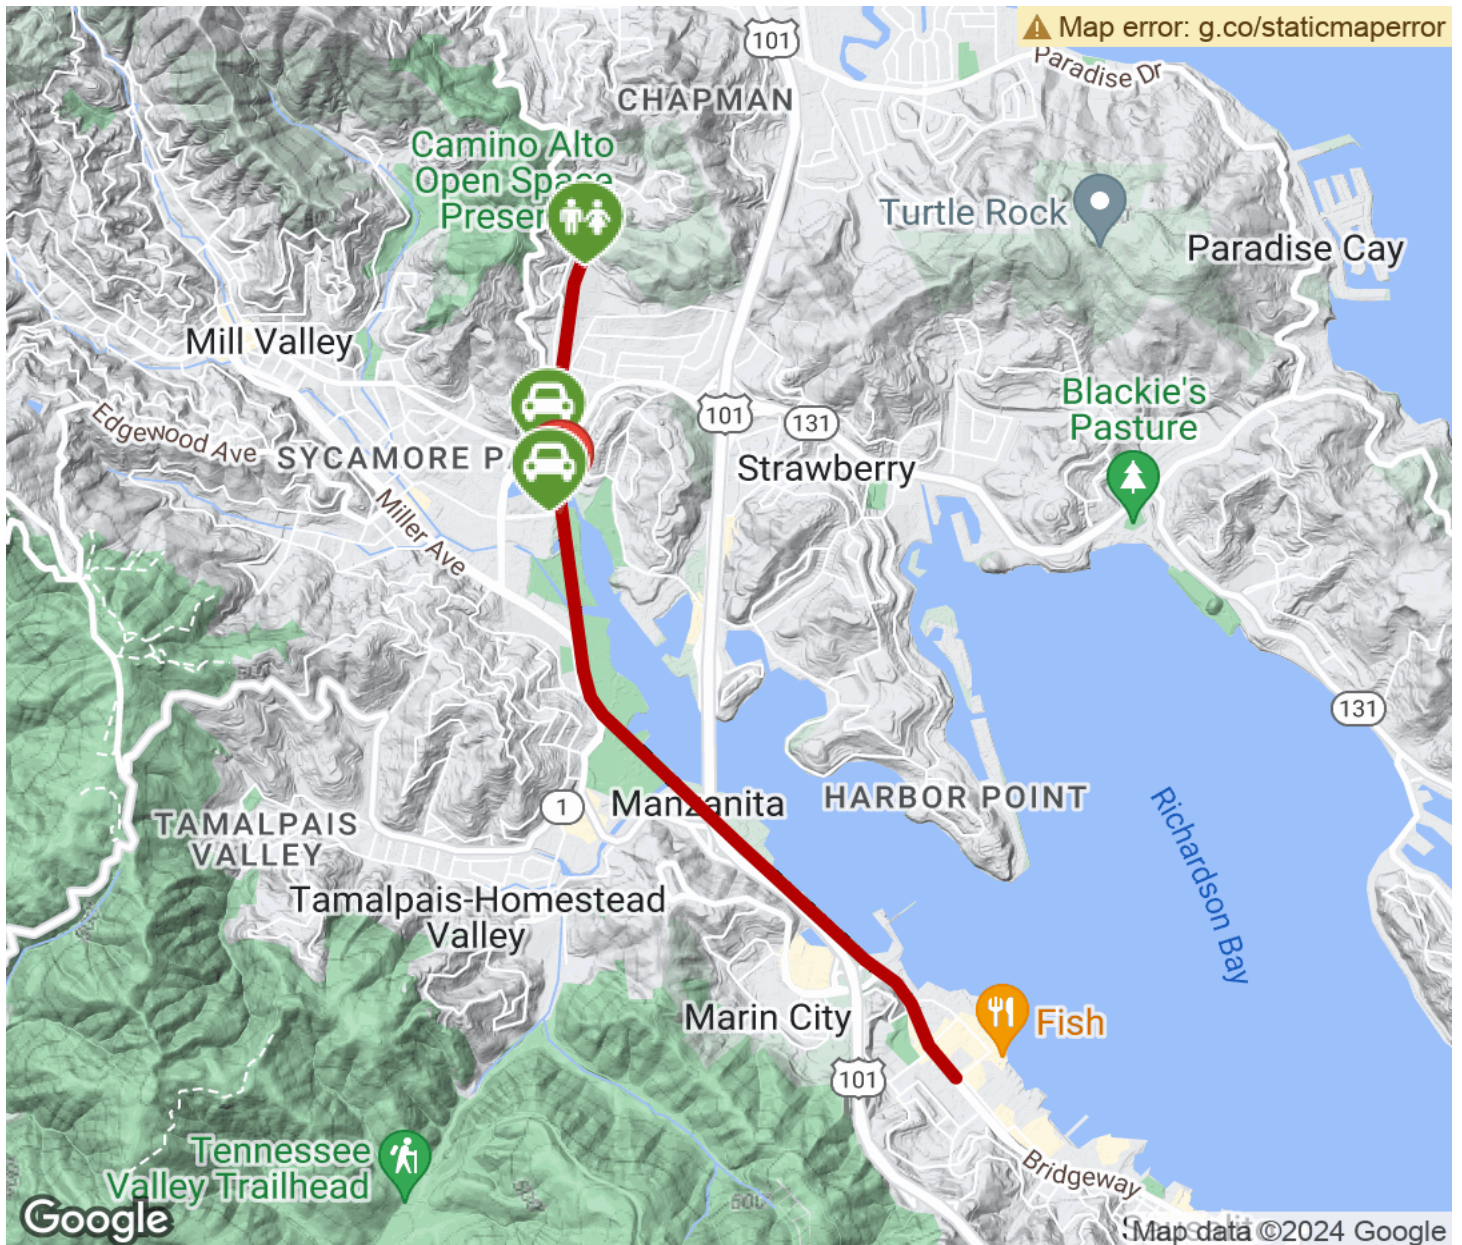 Map error: g.co/staticmaperror
101
Paradise Dr
CHAPMAN
Camino Alto
Open Space
Preser
Turtle Rock
Paradise Cay
Mill Valley
Blackie's
Pasture
101
131
Edgewood Ave
SYCAMORE P
Strawberry
Miller Ave
131
1
Manzanita
HARBOR POINT
TAMALPAIS
VALLEY
Richardson Bay
Tamalpais-Homestead
Valley
Marin City
Fish
101
Tennessee
Valley Trailhead
Bridgeway
Google
Map data ©2024 Google